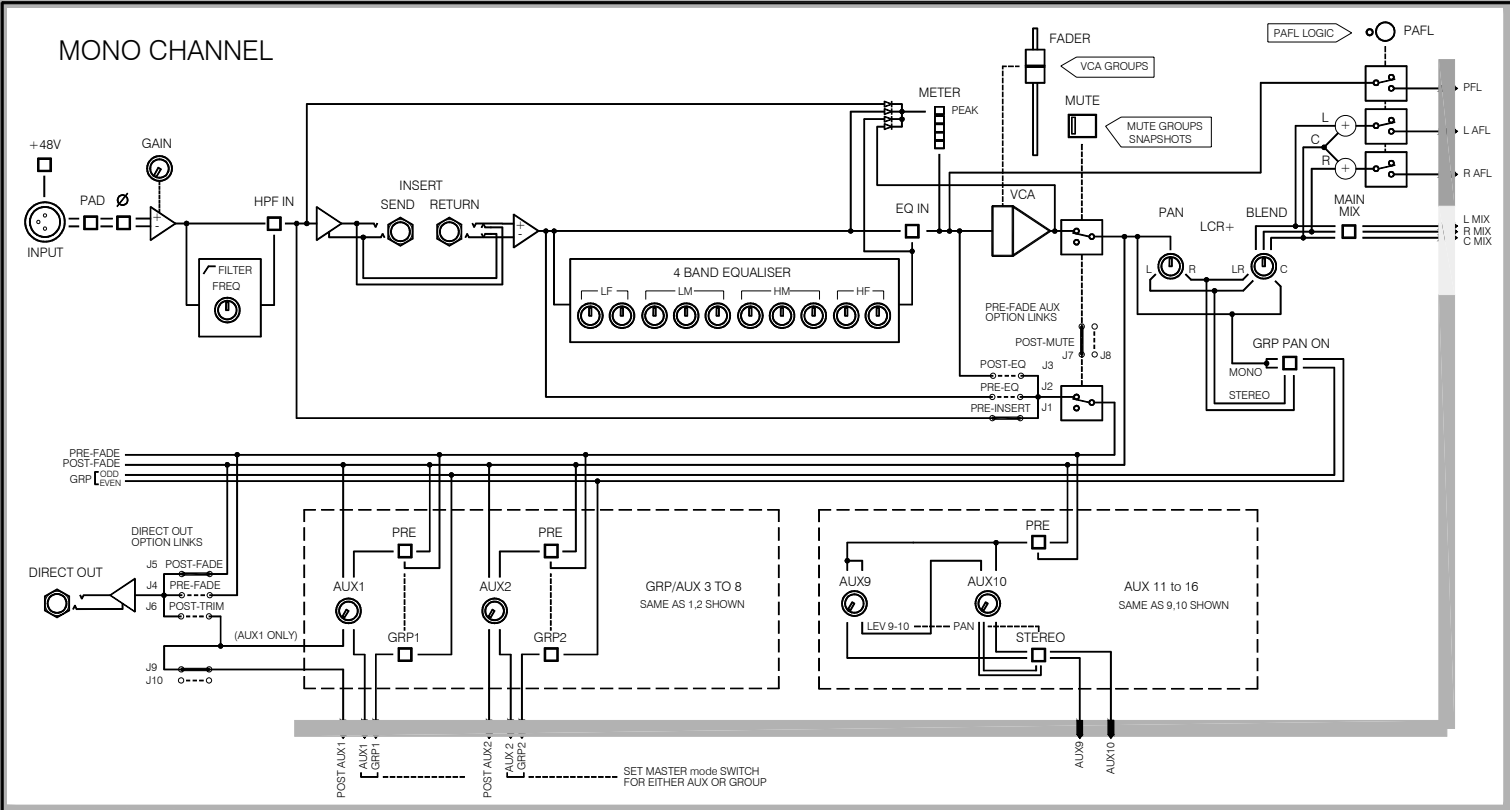 MONO CHANNEL
PAFL LOGIC
PAFL
FADER
VCA GROUPS
METER
PEAK
MUTE
MUTE GROUPS
SNAPSHOTS
PFL
L
L AFL
C
R
R AFL
+48V
GAIN
PAD
Ø
HPF IN
INSERT
SEND
RETURN
EQ IN
VCA
PAN
LCR+
BLEND
MAIN
MIX
L MIX
R MIX
C MIX
+
-
+
-
+
+
INPUT
FILTER
FREQ
4 BAND EQUALISER
LF
LM
HM
HF
L
R
LR
C
PRE-FADE AUX
OPTION LINKS
POST-MUTE
J7
J8
GRP PAN ON
MONO
STEREO
POST-EQ
J3
PRE-EQ
J2
PRE-INSERT
J1
PRE-FADE
POST-FADE
GRP
ODD
EVEN
DIRECT OUT
OPTION LINKS
J5
POST-FADE
J4
PRE-FADE
J6
POST-TRIM
DIRECT OUT
(AUX1 ONLY)
J9
J10
PRE
AUX1
GRP1
PRE
AUX2
GRP2
GRP/AUX 3 TO 8
SAME AS 1,2 SHOWN
PRE
AUX9
AUX10
LEV 9-10
PAN
STEREO
AUX 11 to 16
SAME AS 9,10 SHOWN
POST AUX1
AUX1
GRP1
POST AUX2
AUX 2
GRP2
SET MASTER mode SWITCH
FOR EITHER AUX OR GROUP
AUX9
AUX10